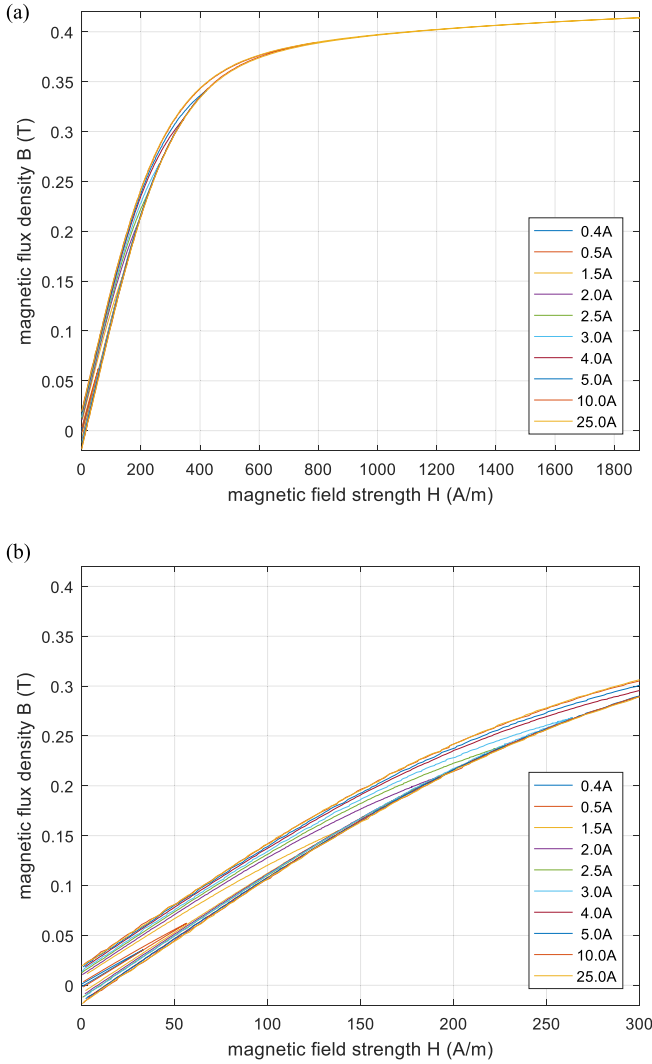 (a)
0.4
0.35
0.3
0.25
0.2
0.15
0.1
0.05
0
magnetic flux density B (T)
0.4A
0.5A
1.5A
2.0A
2.5A
3.0A
4.0A
5.0A
10.0A
25.0A
0 200 400 600 800 1000 1200 1400 1600 1800
magnetic field strength H (A/m)
(b)
0.4
0.35
0.3
0.25
0.2
0.15
0.1
0.05
0
magnetic flux density B (T)
0.4A
0.5A
1.5A
2.0A
2.5A
3.0A
4.0A
5.0A
10.0A
25.0A
0 50 100 150 200 250 300
magnetic field strength H (A/m)